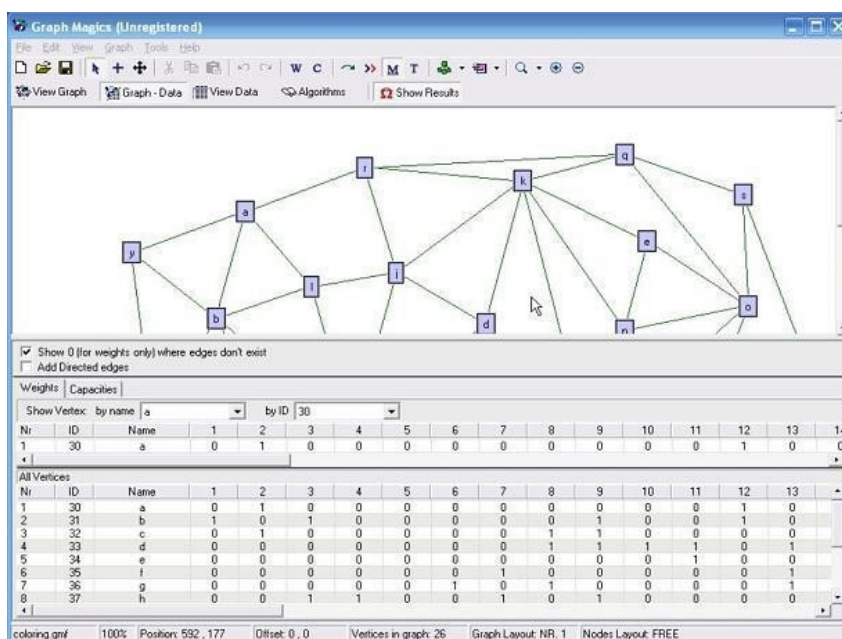 Graph Magics (Unregistered)
File Edit View Graph Tools Help
W C M T
View Graph Graph - Data View Data Algorithms Show Results
q
r
k
s
a
e
y
i
l
o
b
d
n
Show 0 (for weights only) where edges don't exist
Add Directed edges
Weights Capacities
Show Vertex: by name a by ID 30
Nr ID Name 1 2 3 4 5 6 7 8 9 10 11 12 13 14
1 30 a 0 1 0 0 0 0 0 0 0 0 0 1 0 0
All Vertices
Nr ID Name 1 2 3 4 5 6 7 8 9 10 11 12 13
1 30 a 0 1 0 0 0 0 0 0 0 0 0 1 0
2 31 b 1 0 1 0 0 0 0 0 1 0 0 1 0
3 32 c 0 1 0 0 0 0 0 1 1 0 0 0 0
4 33 d 0 0 0 0 0 0 0 1 1 1 1 0 1
5 34 e 0 0 0 0 0 0 0 0 0 0 1 0 0
6 35 f 0 0 0 0 0 0 1 0 0 0 0 0 1
7 36 g 0 0 0 0 0 1 0 1 0 0 0 0 1
8 37 h 0 0 1 1 0 0 1 0 1 0 0 0 0
coloring.gmf 100% Position: 592 , 177 Offset: 0 , 0 Vertices in graph: 26 Graph Layout: NR. 1 Nodes Layout: FREE